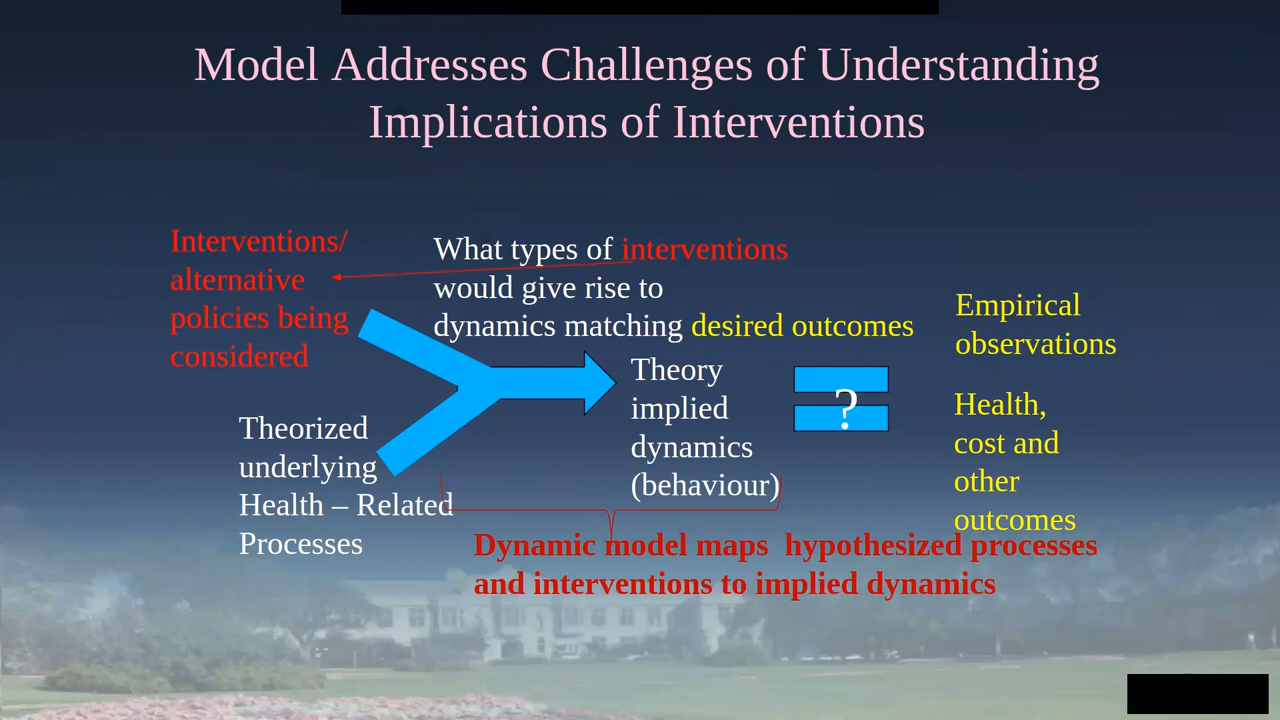 Model Addresses Challenges of Understanding
Implications of Interventions
Interventions/
alternative
policies being
considered
What types of interventions
would give rise to
dynamics matching desired outcomes
Empirical
observations
Theory
implied
dynamics
(behaviour)
?
Health,
cost and
other
outcomes
Theorized
underlying
Health – Related
Processes
Dynamic model maps  hypothesized processes
and interventions to implied dynamics